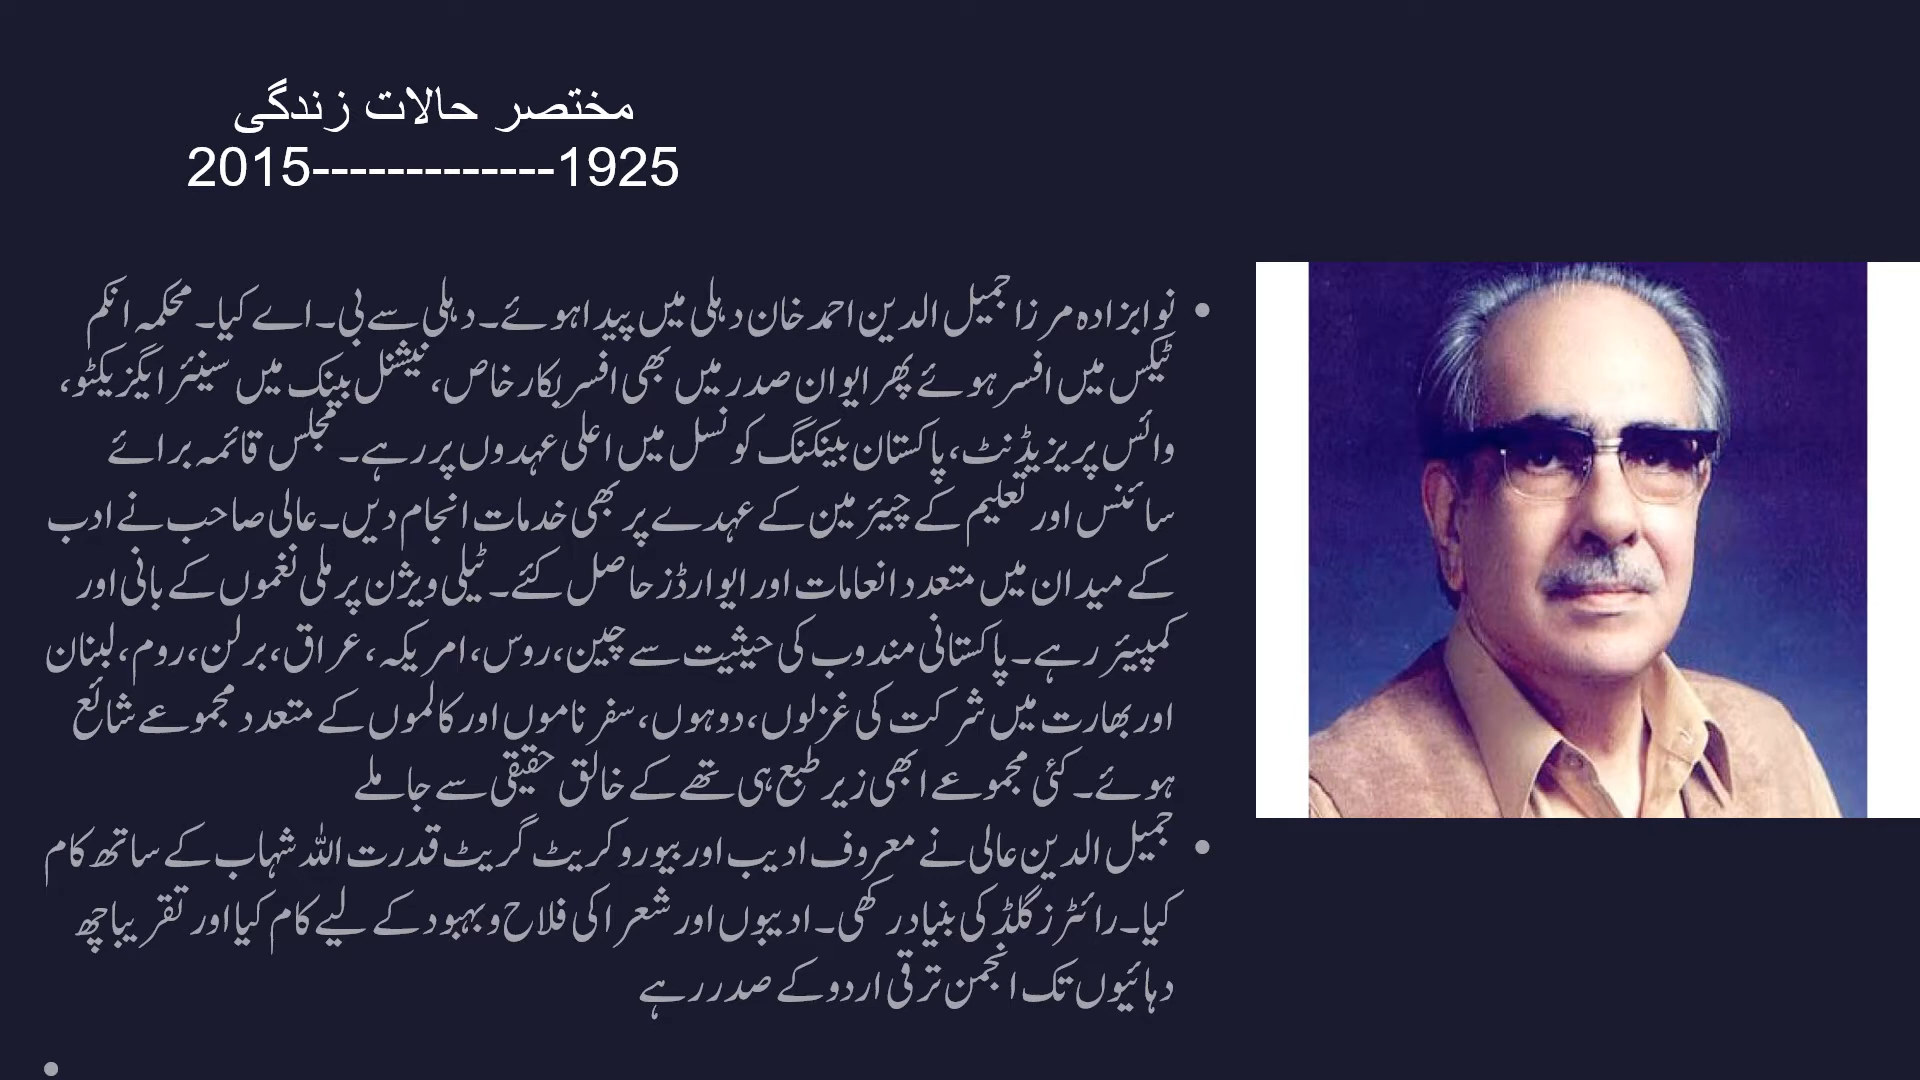 مختصر حالات زندگی
1925-------------2015
• نوابزادہ مرزا جمیل الدین احمد خان دہلی میں پیدا ہوئے۔ دہلی سے بی۔اے کیا۔ محکمہ انکم
ٹیکس میں افسر ہوئے پھر ایوان صدر میں بھی افسر بکار خاص، نیشنل بینک میں سینئر ایگزیکٹو،
وائس پریزیڈنٹ، پاکستان بینکنگ کونسل میں اعلی عہدوں پر رہے۔ مجلس قائمہ برائے
سائنس اور تعلیم کے چیئر مین کے عہدے پر بھی خدمات انجام دیں۔ عالی صاحب نے ادب
کے میدان میں متعدد انعامات اور ایوارڈز حاصل کئے۔ ٹیلی ویژن پر ملی نغموں کے بانی اور
کمپیئر رہے۔ پاکستانی مندوب کی حیثیت سے چین، روس، امریکہ، عراق، برلن، روم، لبنان
اور بھارت میں شرکت کی غزلوں، دوہوں، سفر ناموں اور کالموں کے متعدد مجموعے شائع
ہوئے۔ کئی مجموعے ابھی زیر طبع ہی تھے کے خالق حقیقی سے جا ملے
• جمیل الدین عالی نے معروف ادیب اور بیوروکریٹ گریٹ قدرت اللہ شہاب کے ساتھ کام
کیا۔ رائٹرز گلڈ کی بنیاد رکھی۔ ادیبوں اور شعرا کی فلاح و بہبود کے لیے کام کیا اور تقریبا چھ
دہائیوں تک انجمن ترقی اردو کے صدر رہے
•